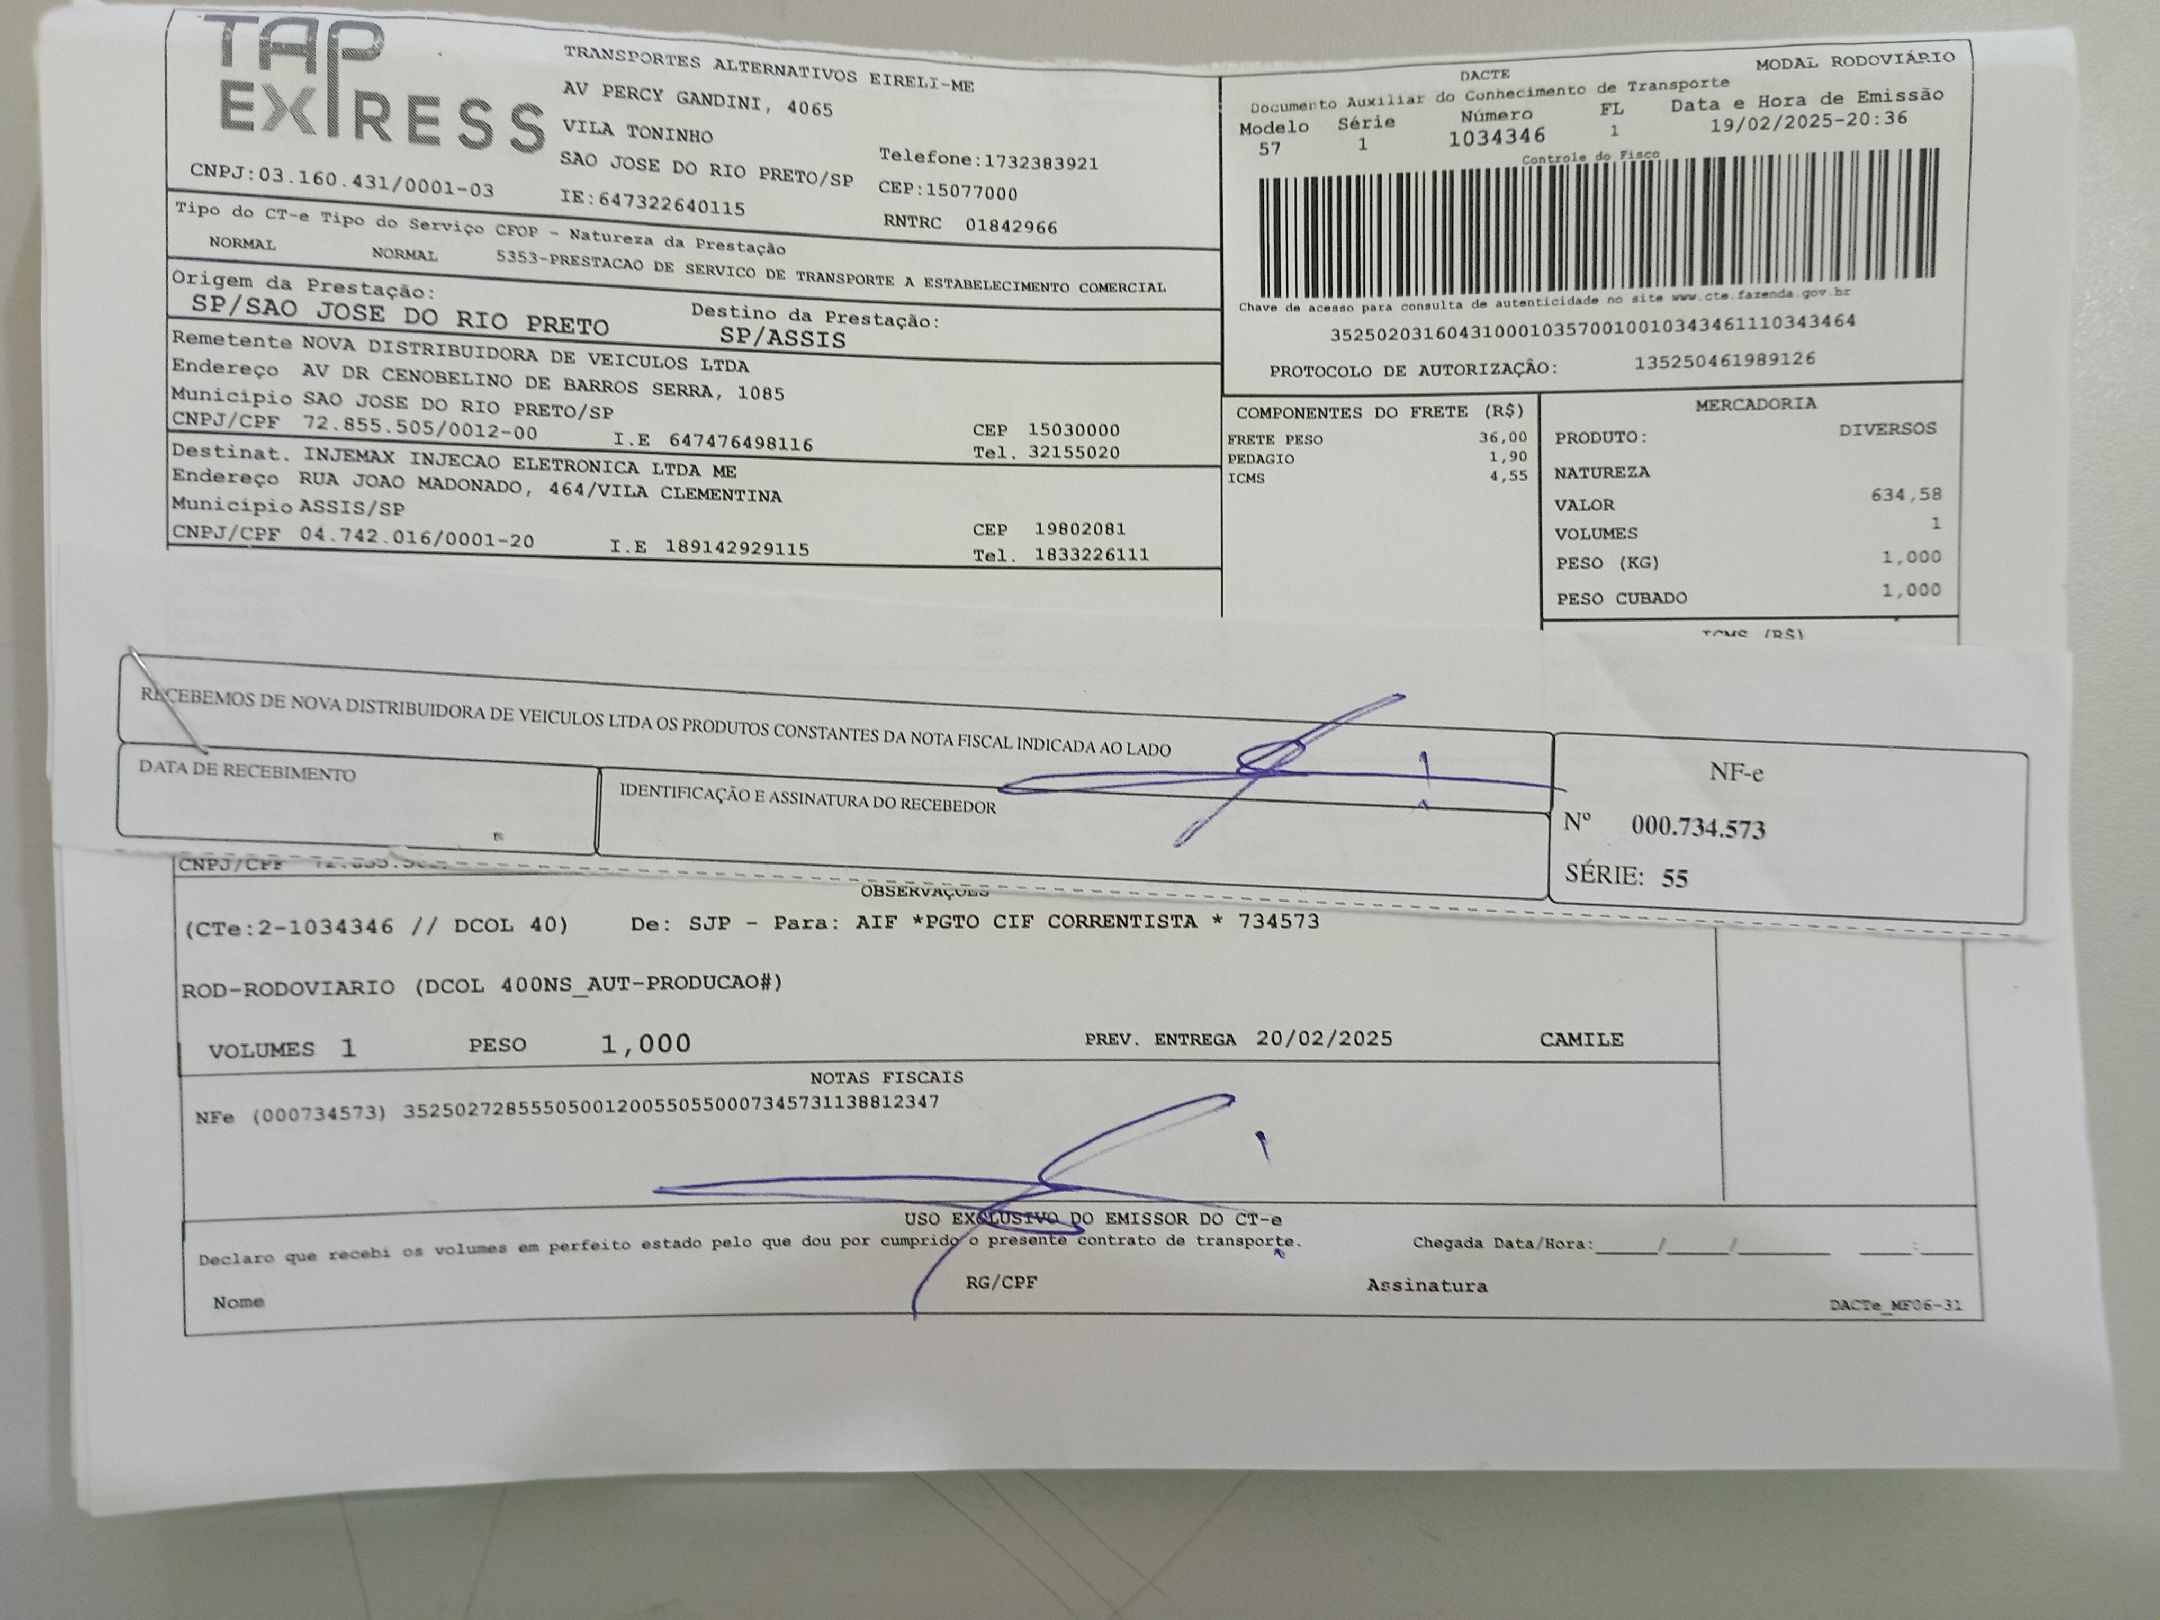 TAP EXPRESS
TRANSPORTES ALTERNATIVOS EIRELI-ME
AV PERCY GANDINI, 4065
VILA TONINHO
SAO JOSE DO RIO PRETO/SP
Telefone:1732383921
CEP:15077000
CNPJ:03.160.431/0001-03
IE:647322640115
RNTRC 01842966
MODAL RODOVIÁRIO
DACTE
Documento Auxiliar do Conhecimento de Transporte
Modelo Série Número FL Data e Hora de Emissão
57 1 1034346 1 19/02/2025-20:36
Controle do Fisco
Chave de acesso para consulta de autenticidade no site www.cte.fazenda.gov.br
35250203160431000103570010010343461110343464
PROTOCOLO DE AUTORIZAÇÃO: 135250461989126
Tipo do CT-e Tipo do Serviço CFOP - Natureza da Prestação
NORMAL NORMAL 5353-PRESTACAO DE SERVICO DE TRANSPORTE A ESTABELECIMENTO COMERCIAL
Origem da Prestação: Destino da Prestação:
SP/SAO JOSE DO RIO PRETO SP/ASSIS
Remetente NOVA DISTRIBUIDORA DE VEICULOS LTDA
Endereço AV DR CENOBELINO DE BARROS SERRA, 1085
Município SAO JOSE DO RIO PRETO/SP CEP 15030000
CNPJ/CPF 72.855.505/0012-00 I.E 647476498116 Tel. 32155020
Destinat. INJEMAX INJECAO ELETRONICA LTDA ME
Endereço RUA JOAO MADONADO, 464/VILA CLEMENTINA
Município ASSIS/SP CEP 19802081
CNPJ/CPF 04.742.016/0001-20 I.E 189142929115 Tel. 1833226111
COMPONENTES DO FRETE (R$)
FRETE PESO 36,00
PEDAGIO 1,90
ICMS 4,55
MERCADORIA
PRODUTO: DIVERSOS
NATUREZA
VALOR 634,58
VOLUMES 1
PESO (KG) 1,000
PESO CUBADO 1,000
ICMS (R$)
RECEBEMOS DE NOVA DISTRIBUIDORA DE VEICULOS LTDA OS PRODUTOS CONSTANTES DA NOTA FISCAL INDICADA AO LADO
DATA DE RECEBIMENTO
IDENTIFICAÇÃO E ASSINATURA DO RECEBEDOR
NF-e
Nº 000.734.573
SÉRIE: 55
CNPJ/CPF 72.855.
OBSERVAÇÕES
(CTe:2-1034346 // DCOL 40) De: SJP - Para: AIF *PGTO CIF CORRENTISTA * 734573
ROD-RODOVIARIO (DCOL 400NS_AUT-PRODUCAO#)
VOLUMES 1 PESO 1,000 PREV. ENTREGA 20/02/2025 CAMILE
NOTAS FISCAIS
NFe (000734573) 35250272855505001200550550007345731138812347
USO EXCLUSIVO DO EMISSOR DO CT-e
Declaro que recebi os volumes em perfeito estado pelo que dou por cumprido o presente contrato de transporte. Chegada Data/Hora:_____/____/_______ ____:____
Nome RG/CPF Assinatura
DACTe_MF06-31